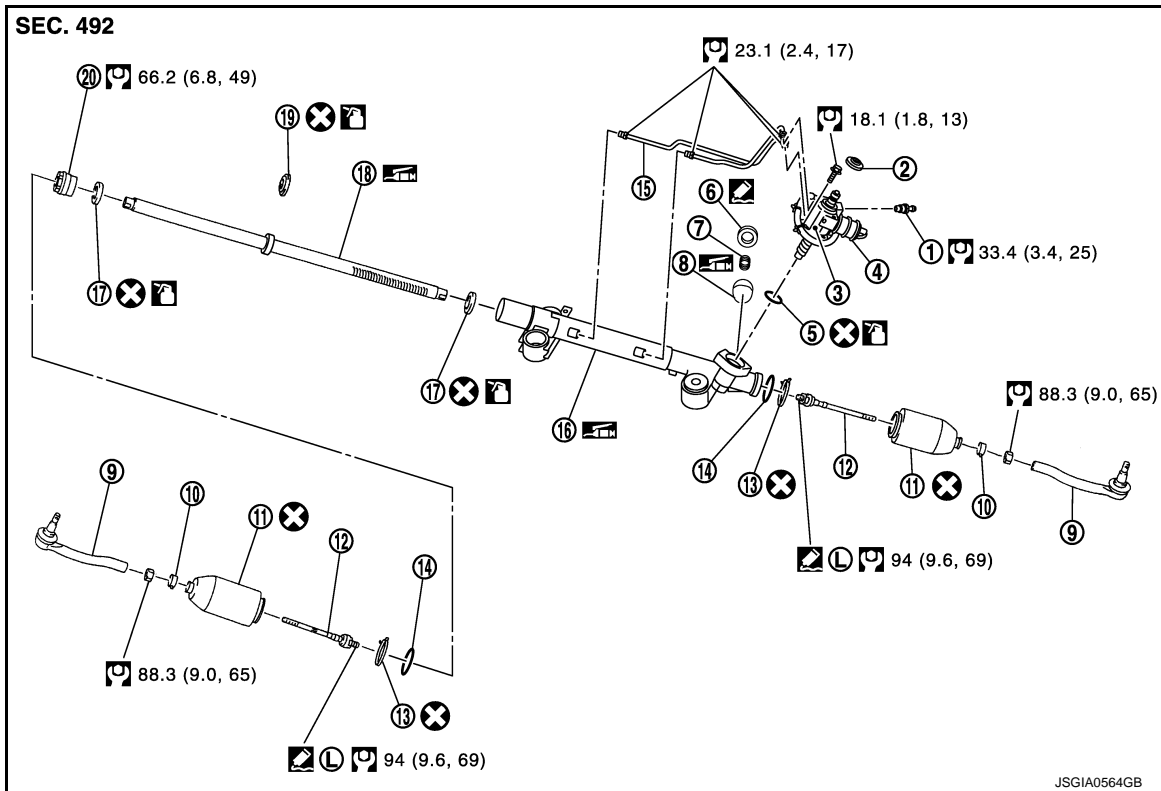 SEC. 492
23.1 (2.4, 17)
20 66.2 (6.8, 49)
19
18.1 (1.8, 13)
2
18
15
6
7
1 33.4 (3.4, 25)
8
4
3
17
5
17
88.3 (9.0, 65)
16
14
13
12
11
10
9
9
10
11
12
14
L 94 (9.6, 69)
88.3 (9.0, 65)
13
L 94 (9.6, 69)
JSGIA0564GB